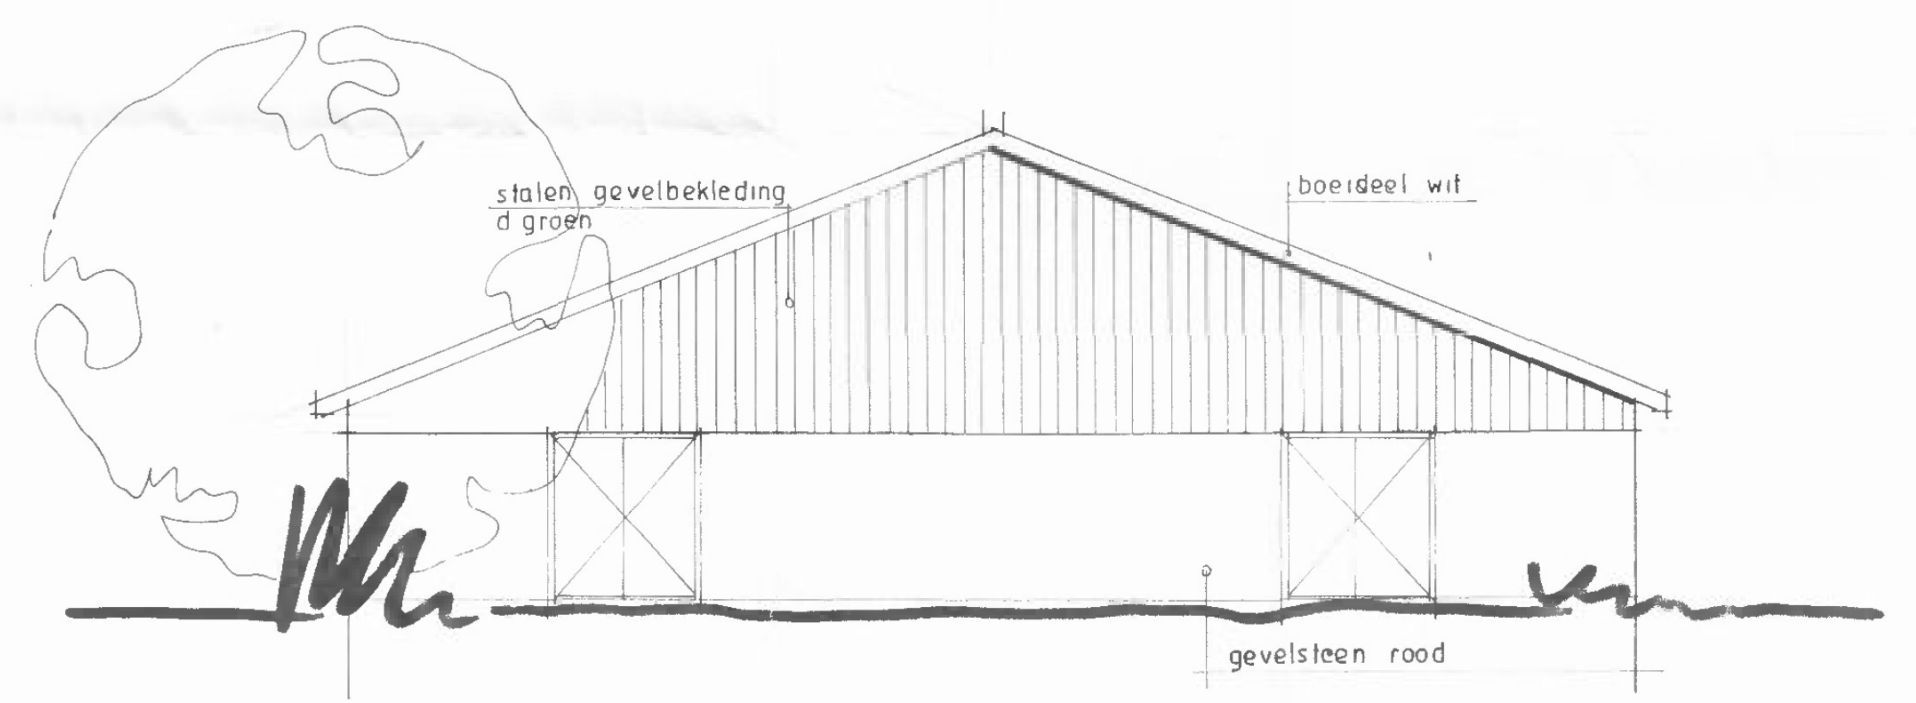 stalen gevelbekleding
d groen
boeideel wit
gevelsteen rood